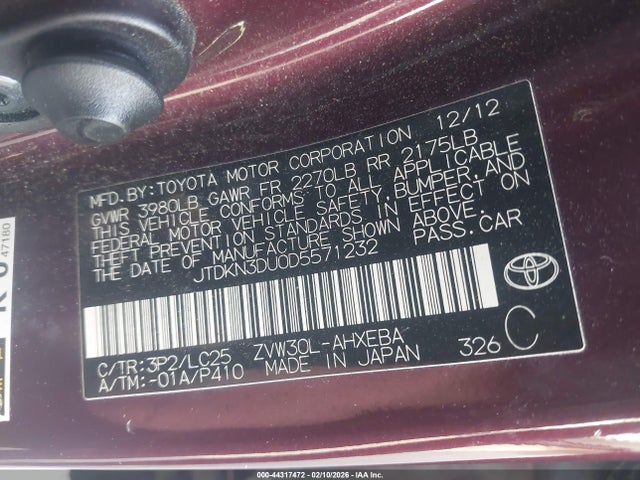 12/12
MFD. BY: TOYOTA MOTOR CORPORATION
GVWR 3980LB GAWR FR 2270LB RR 2175LB
THIS VEHICLE CONFORMS TO ALL APPLICABLE
FEDERAL MOTOR VEHICLE SAFETY, BUMPER, AND
THEFT PREVENTION STANDARDS IN EFFECT ON
THE DATE OF MANUFACTURE SHOWN ABOVE.
JTDKN3DU0D5571232 PASS. CAR
C/TR: 3P2/LC25 ZVW30L-AHXEBA
A/TM: -01A/P410 MADE IN JAPAN 326 C
47180
000-44317472 - 02/10/2026 - IAA Inc.